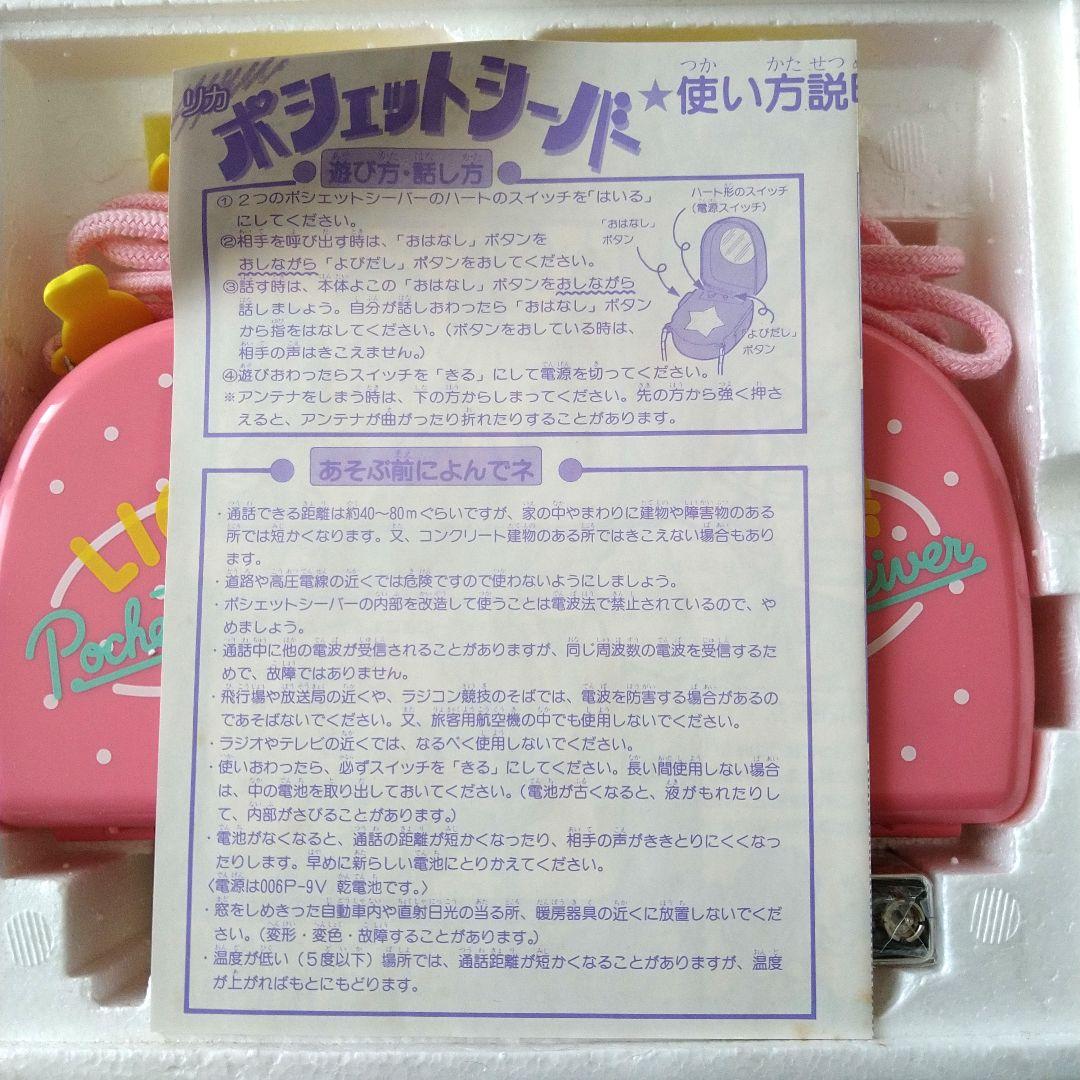 リカ
ポシェットシーバ
★使い方説
遊び方・話し方
①2つのポシェットシーバーのハートのスイッチを「はいる」
にしてください。
②相手を呼び出す時は、「おはなし」ボタンを
おしながら「よびだし」ボタンをおしてください。
③話す時は、本体よこの「おはなし」ボタンをおしながら
話しましょう。自分が話しおわったら「おはなし」ボタン
から指をはなしてください。(ボタンをおしている時は、
相手の声はきこえません。)
④遊びおわったらスイッチを「きる」にして電源を切ってください。
※アンテナをしまう時は、下の方からしまってください。先の方から強く押さ
えると、アンテナが曲がったり折れたりすることがあります。
ハート形のスイッチ
(電源スイッチ)
「おはなし」
ボタン
「よびだし」
ボタン
あそぶ前によんでネ
・通話できる距離は約40〜80mぐらいですが、家の中やまわりに建物や障害物のある
所では短かくなります。又、コンクリート建物のある所ではきこえない場合もあり
ます。
・道路や高圧電線の近くでは危険ですので使わないようにしましょう。
・ポシェットシーバーの内部を改造して使うことは電波法で禁止されているので、や
めましょう。
・通話中に他の電波が受信されることがありますが、同じ周波数の電波を受信するた
めで、故障ではありません。
・飛行場や放送局の近くや、ラジコン競技のそばでは、電波を防害する場合があるの
であそばないでください。又、旅客用航空機の中でも使用しないでください。
・ラジオやテレビの近くでは、なるべく使用しないでください。
・使いおわったら、必ずスイッチを「きる」にしてください。長い間使用しない場合
は、中の電池を取り出しておいてください。(電池が古くなると、液がもれたりし
て、内部がさびることがあります。)
・電池がなくなると、通話の距離が短かくなったり、相手の声がききとりにくくなっ
たりします。早めに新らしい電池にとりかえてください。
〈電源は006P-9V 乾電池です。〉
・窓をしめきった自動車内や直射日光の当る所、暖房器具の近くに放置しないでくだ
さい。(変形・変色・故障することがあります。)
・温度が低い(5度以下)場所では、通話距離が短かくなることがありますが、温度
が上がればもとにもどります。
LIC
Poche
eiver